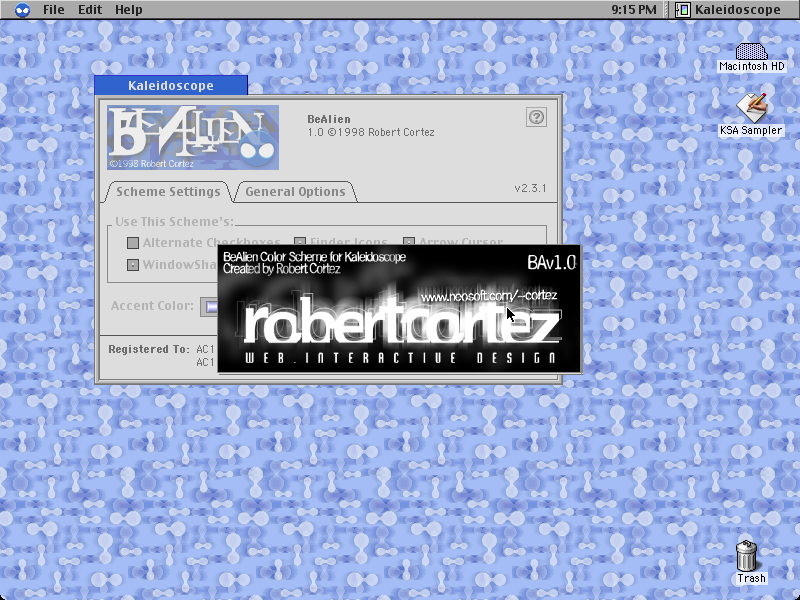 File Edit Help 9:15 PM Kaleidoscope
Macintosh HD
KSA Sampler
Kaleidoscope
BeAlien
©1998 Robert Cortez
BeAlien
1.0 ©1998 Robert Cortez
Scheme Settings General Options v2.3.1
Use This Scheme's:
Alternate Checkboxes Finder Icons Arrow Cursor
WindowSha
Accent Color:
Registered To: AC1
AC1
BeAlien Color Scheme for Kaleidoscope BAv1.0
Created by Robert Cortez
www.neosoft.com/~cortez
robertcortez
WEB.INTERACTIVE DESIGN
Trash